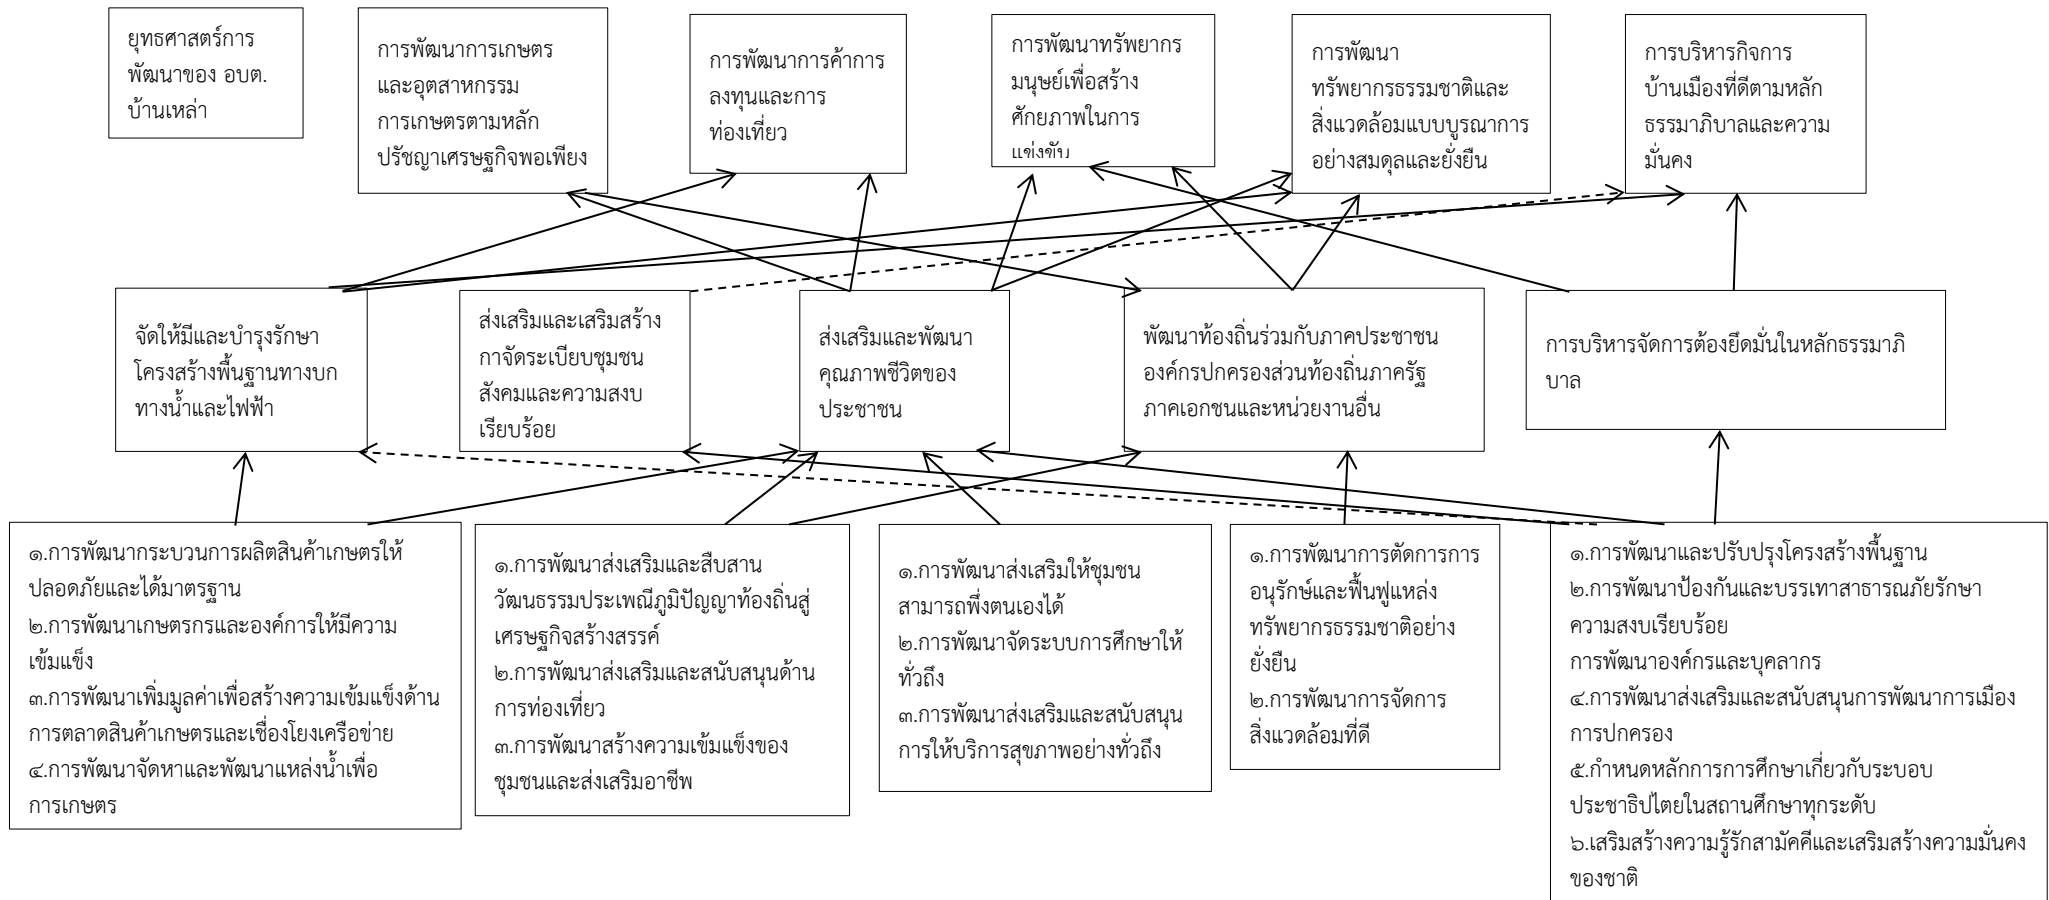 ยุทธศาสตร์การ
พัฒนาของ อบต.
บ้านเหล่า
การพัฒนาการเกษตร
และอุตสาหกรรม
การเกษตรตามหลัก
ปรัชญาเศรษฐกิจพอเพียง
การพัฒนาการค้าการ
ลงทุนและการ
ท่องเที่ยว
การพัฒนาทรัพยากร
มนุษย์เพื่อสร้าง
ศักยภาพในการ
แข่งขัน
การพัฒนา
ทรัพยากรธรรมชาติและ
สิ่งแวดล้อมแบบบูรณาการ
อย่างสมดุลและยั่งยืน
การบริหารกิจการ
บ้านเมืองที่ดีตามหลัก
ธรรมาภิบาลและความ
มั่นคง
จัดให้มีและบำรุงรักษา
โครงสร้างพื้นฐานทางบก
ทางน้ำและไฟฟ้า
ส่งเสริมและเสริมสร้าง
กาจัดระเบียบชุมชน
สังคมและความสงบ
เรียบร้อย
ส่งเสริมและพัฒนา
คุณภาพชีวิตของ
ประชาชน
พัฒนาท้องถิ่นร่วมกับภาคประชาชน
องค์กรปกครองส่วนท้องถิ่นภาครัฐ
ภาคเอกชนและหน่วยงานอื่น
การบริหารจัดการต้องยึดมั่นในหลักธรรมาภิ
บาล
๑.การพัฒนากระบวนการผลิตสินค้าเกษตรให้
ปลอดภัยและได้มาตรฐาน
๒.การพัฒนาเกษตรกรและองค์การให้มีความ
เข้มแข็ง
๓.การพัฒนาเพิ่มมูลค่าเพื่อสร้างความเข้มแข็งด้าน
การตลาดสินค้าเกษตรและเชื่องโยงเครือข่าย
๔.การพัฒนาจัดหาและพัฒนาแหล่งน้ำเพื่อ
การเกษตร
๑.การพัฒนาส่งเสริมและสืบสาน
วัฒนธรรมประเพณีภูมิปัญญาท้องถิ่นสู่
เศรษฐกิจสร้างสรรค์
๒.การพัฒนาส่งเสริมและสนับสนุนด้าน
การท่องเที่ยว
๓.การพัฒนาสร้างความเข้มแข็งของ
ชุมชนและส่งเสริมอาชีพ
๑.การพัฒนาส่งเสริมให้ชุมชน
สามารถพึ่งตนเองได้
๒.การพัฒนาจัดระบบการศึกษาให้
ทั่วถึง
๓.การพัฒนาส่งเสริมและสนับสนุน
การให้บริการสุขภาพอย่างทั่วถึง
๑.การพัฒนาการตัดการการ
อนุรักษ์และฟื้นฟูแหล่ง
ทรัพยากรธรรมชาติอย่าง
ยั่งยืน
๒.การพัฒนาการจัดการ
สิ่งแวดล้อมที่ดี
๑.การพัฒนาและปรับปรุงโครงสร้างพื้นฐาน
๒.การพัฒนาป้องกันและบรรเทาสาธารณภัยรักษา
ความสงบเรียบร้อย
การพัฒนาองค์กรและบุคลากร
๔.การพัฒนาส่งเสริมและสนับสนุนการพัฒนาการเมือง
การปกครอง
๕.กำหนดหลักการการศึกษาเกี่ยวกับระบอบ
ประชาธิปไตยในสถานศึกษาทุกระดับ
๖.เสริมสร้างความรู้รักสามัคคีและเสริมสร้างความมั่นคง
ของชาติ